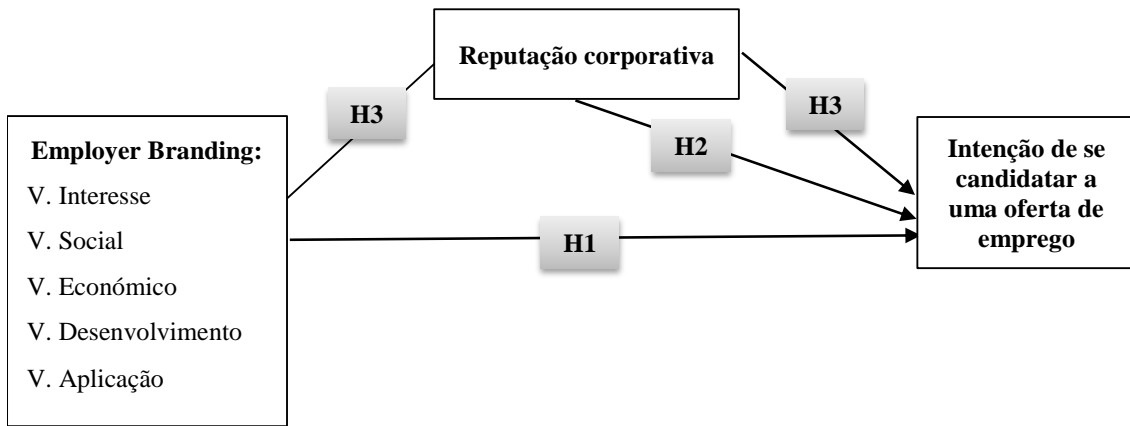 Reputação corporativa
H3
H3
H2
H1
Employer Branding:
V. Interesse
V. Social
V. Económico
V. Desenvolvimento
V. Aplicação
Intenção de se
candidatar a
uma oferta de
emprego